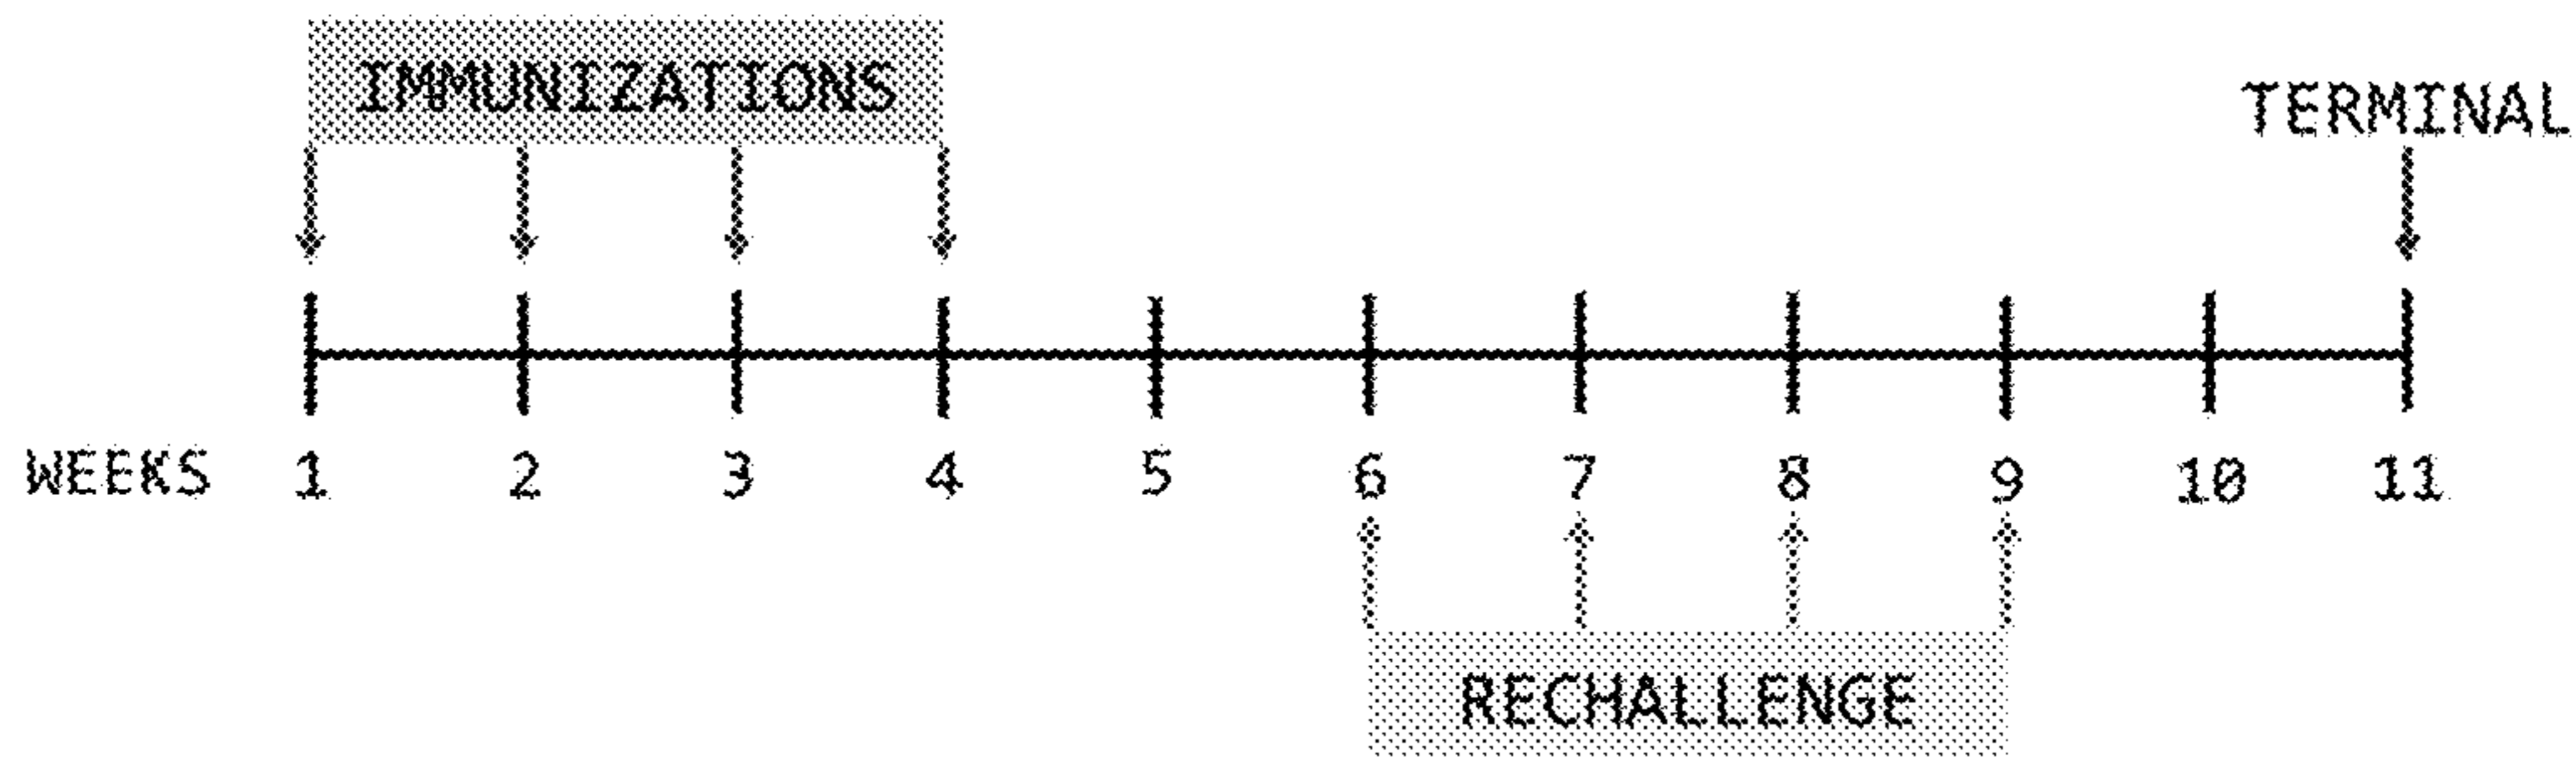 IMMUNIZATIONS
TERMINAL
WEEKS 1 2 3 4 5 6 7 8 9 10 11
RECHALLENGE